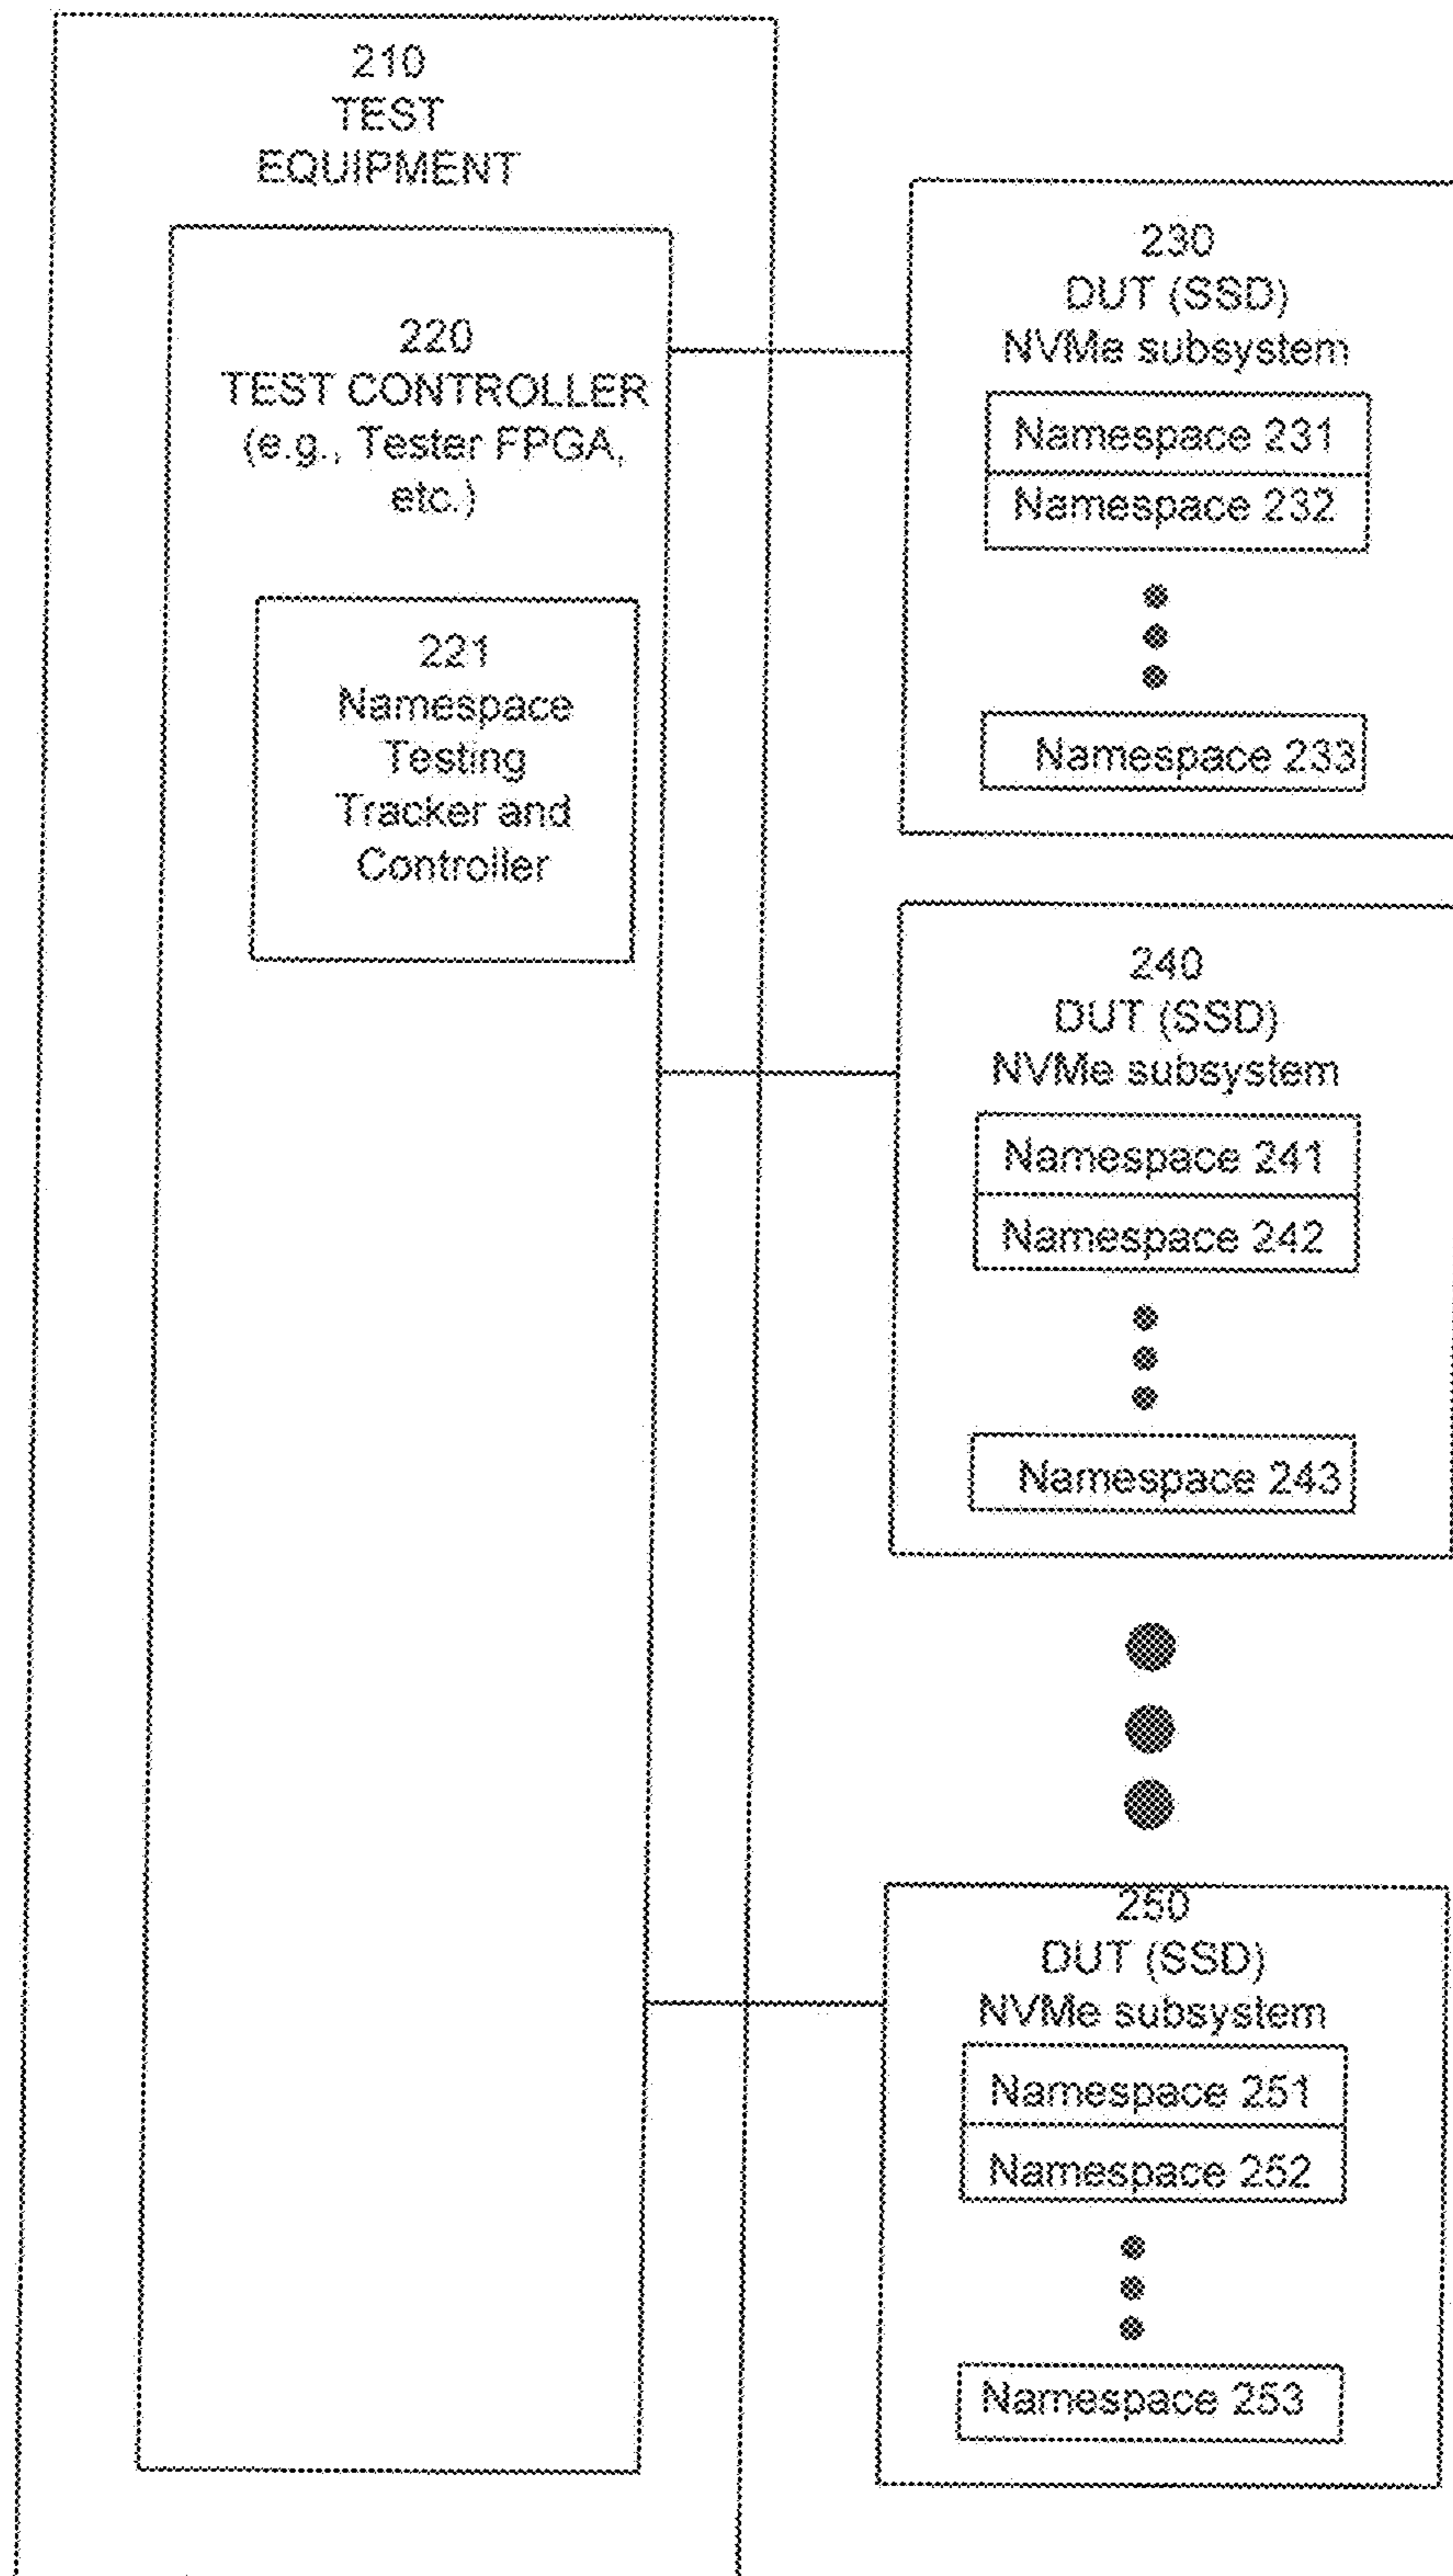 210
TEST
EQUIPMENT
220
TEST CONTROLLER
(e.g., Tester FPGA,
etc.)
221
Namespace
Testing
Tracker and
Controller
230
DUT (SSD)
NVMe subsystem
Namespace 231
Namespace 232
Namespace 233
240
DUT (SSD)
NVMe subsystem
Namespace 241
Namespace 242
Namespace 243
250
DUT (SSD)
NVMe subsystem
Namespace 251
Namespace 252
Namespace 253